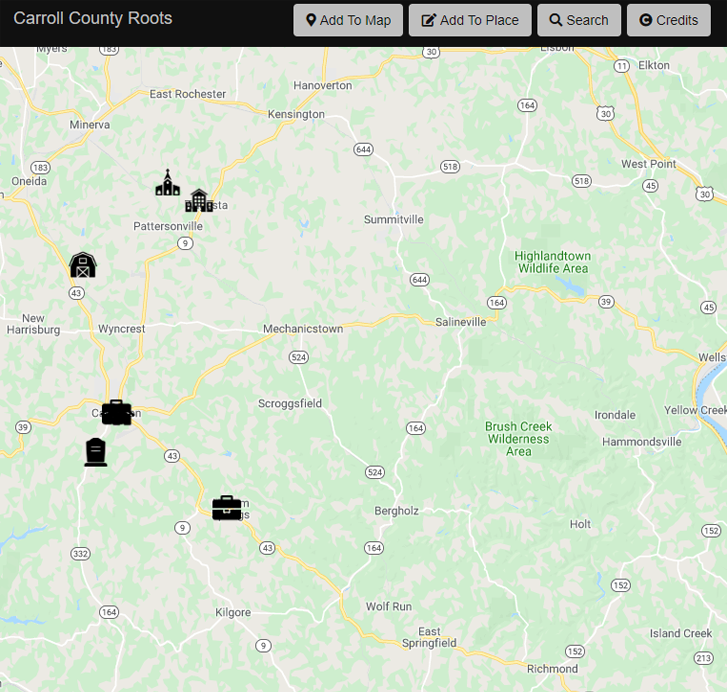 Carroll County Roots
Add To Map
Add To Place
Search
Credits
Myers
183
30
Lisbon
11
Elkton
East Rochester
Hanoverton
Kensington
164
30
Minerva
644
518
West Point
183
Oneida
518
45
30
sta
Summitville
Pattersonville
9
Highlandtown
Wildlife Area
43
644
164
39
45
New
Harrisburg
Wyncrest
Mechanicstown
Salineville
524
Wells
Scroggsfield
Yellow Creek
39
C
on
164
Brush Creek
Wilderness
Area
Irondale
Hammondsville
43
524
m
gs
Bergholz
9
Holt
152
332
43
164
152
164
Kilgore
Wolf Run
East
Springfield
Island Creek
9
152
213
Richmond